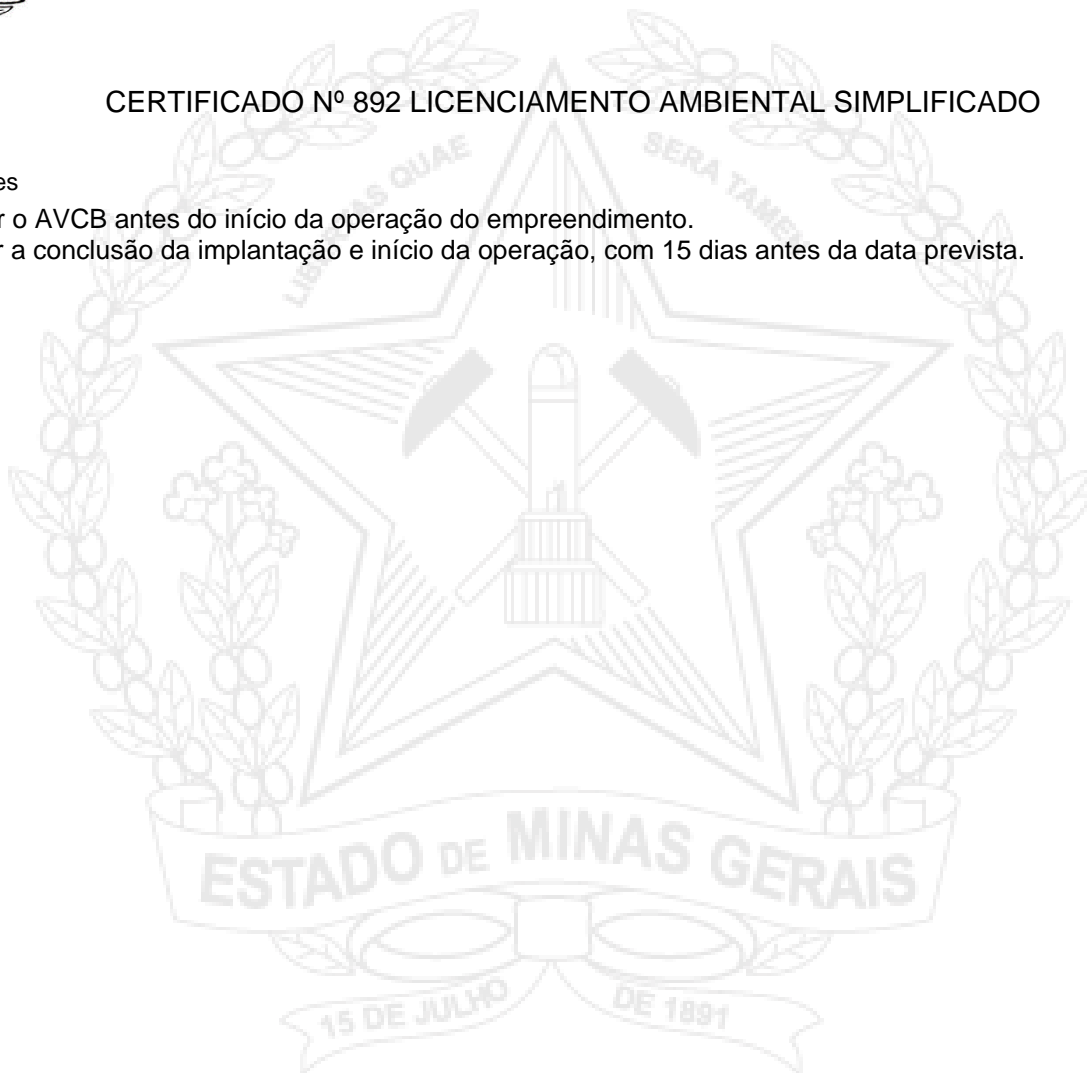 CERTIFICADO Nº 892 LICENCIAMENTO AMBIENTAL SIMPLIFICADO
es
r o AVCB antes do início da operação do empreendimento.
r a conclusão da implantação e início da operação, com 15 dias antes da data prevista.
LIBERTAS QUAE SERA TAMEN
ESTADO DE MINAS GERAIS
15 DE JULHO DE 1891